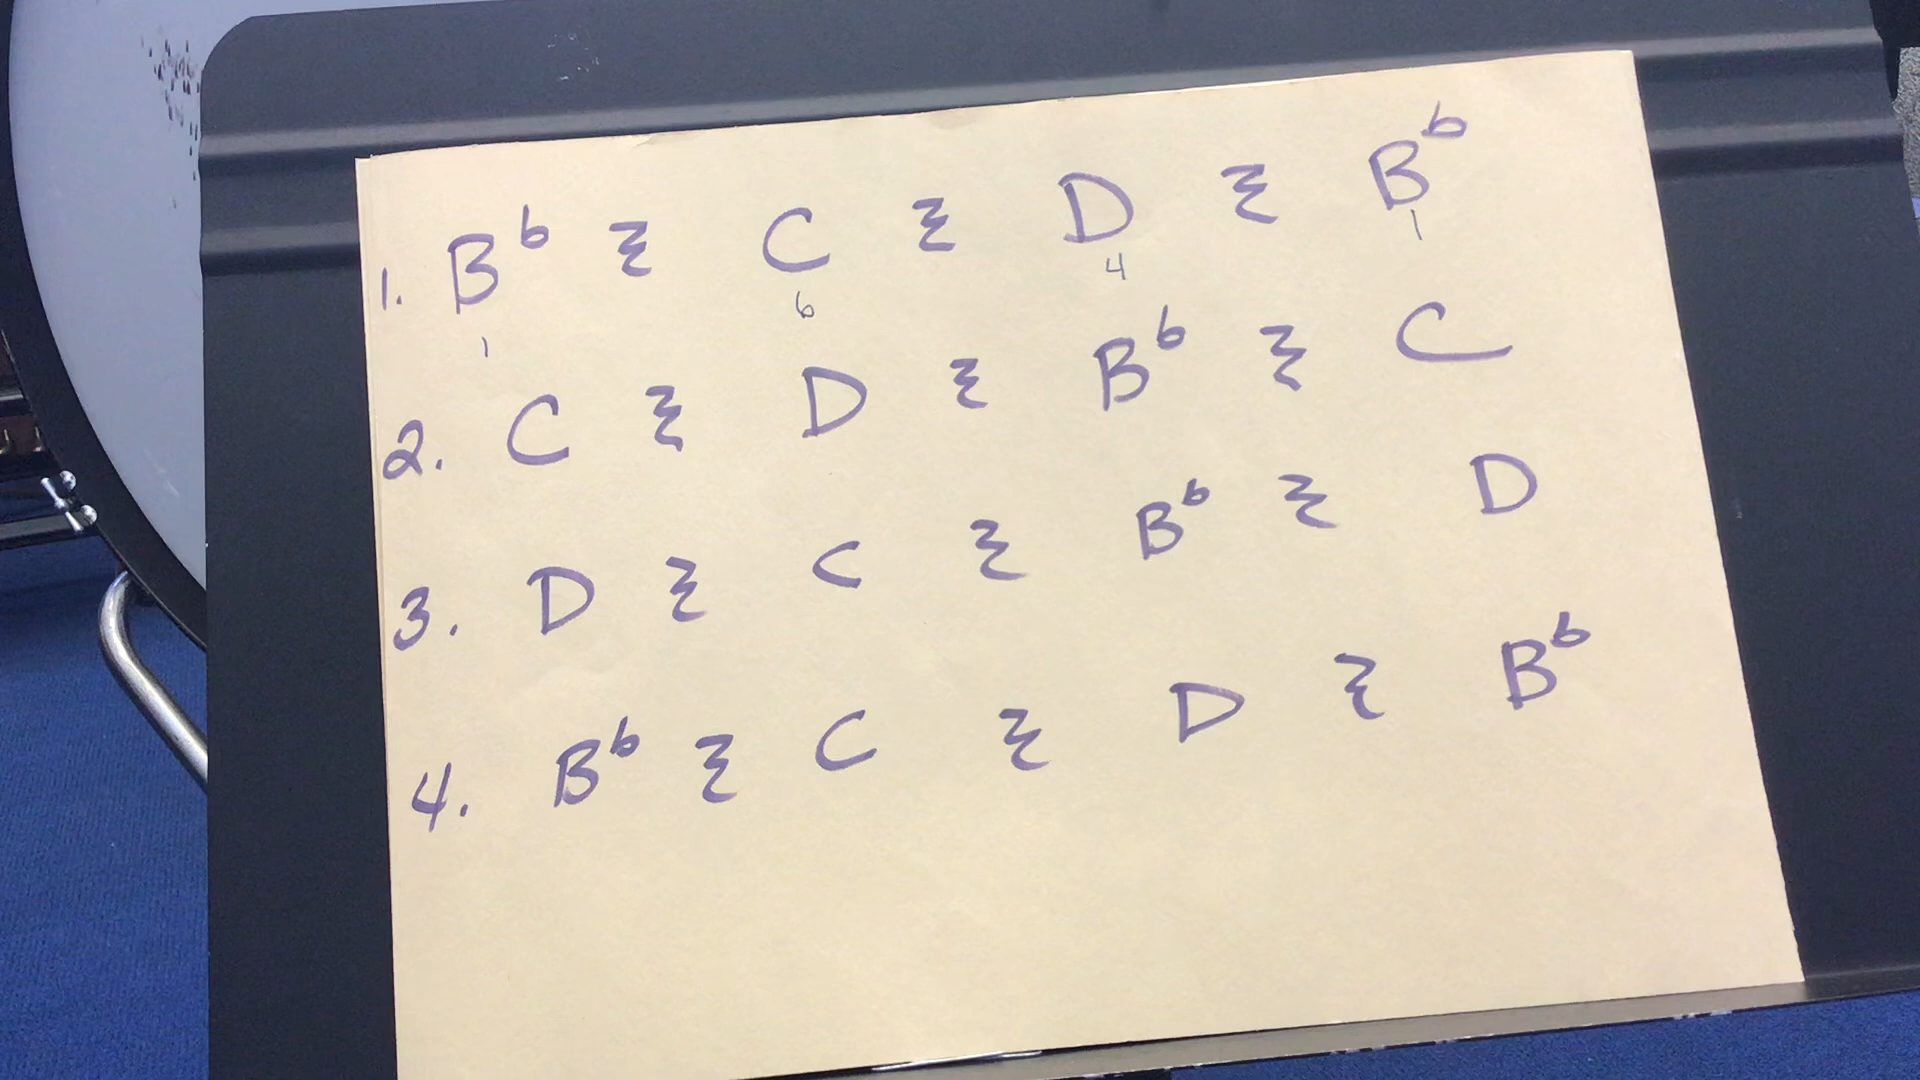 1. B♭ 𝄽 C 𝄽 D 𝄽 B♭
1 6 4 1
2. C 𝄽 D 𝄽 B♭ 𝄽 C
3. D 𝄽 C 𝄽 B♭ 𝄽 D
4. B♭ 𝄽 C 𝄽 D 𝄽 B♭